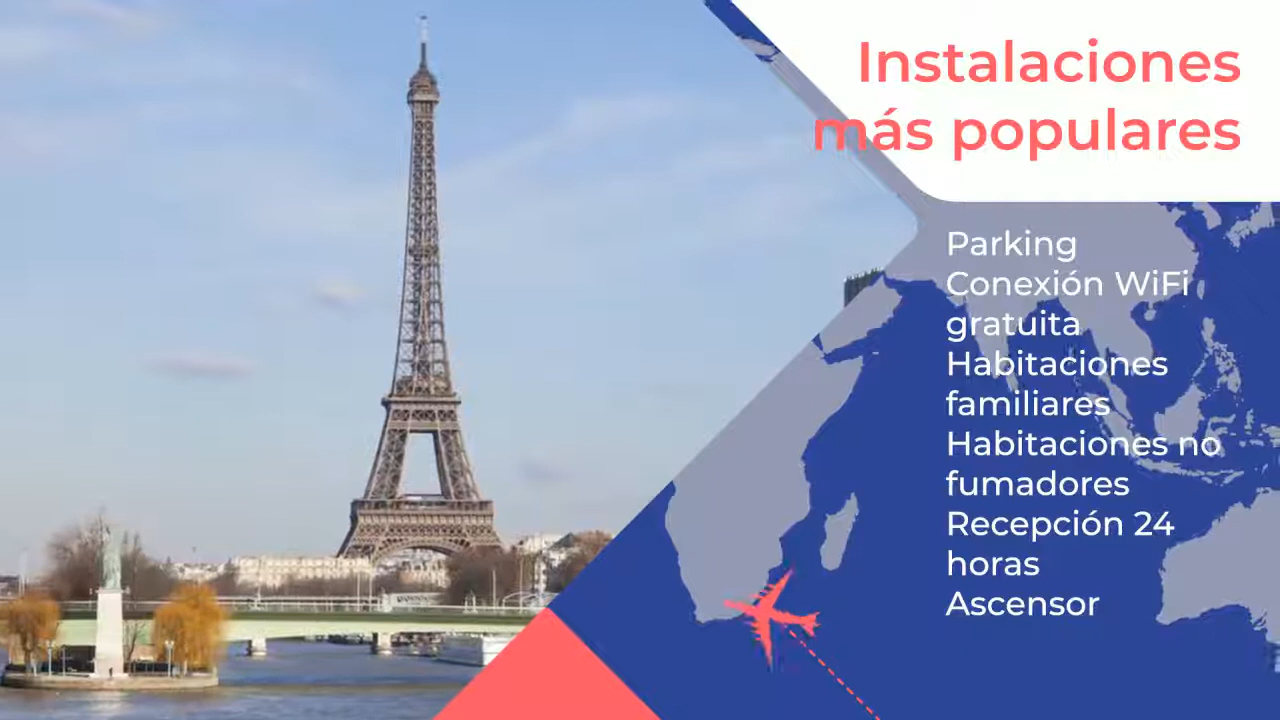 Instalaciones
más populares
Parking
Conexión WiFi
gratuita
Habitaciones
familiares
Habitaciones no
fumadores
Recepción 24
horas
Ascensor